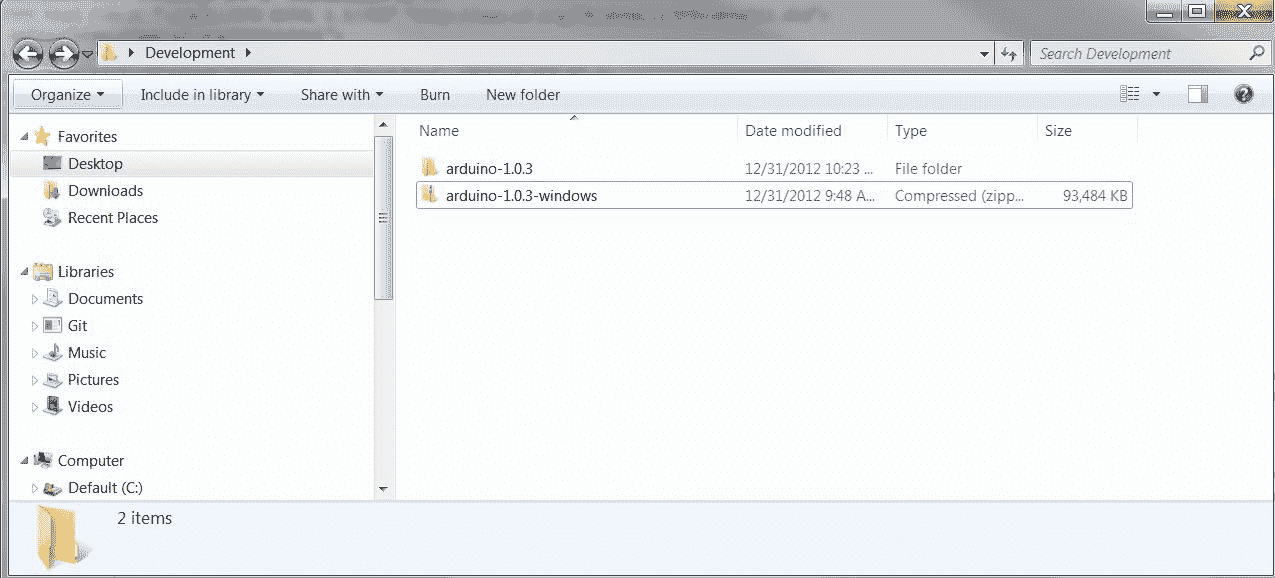 Development
Search Development
Organize Include in library Share with Burn New folder
Name Date modified Type Size
arduino-1.0.3 12/31/2012 10:23 ... File folder
arduino-1.0.3-windows 12/31/2012 9:48 A... Compressed (zipp... 93,484 KB
Favorites
Desktop
Downloads
Recent Places
Libraries
Documents
Git
Music
Pictures
Videos
Computer
Default (C:)
2 items